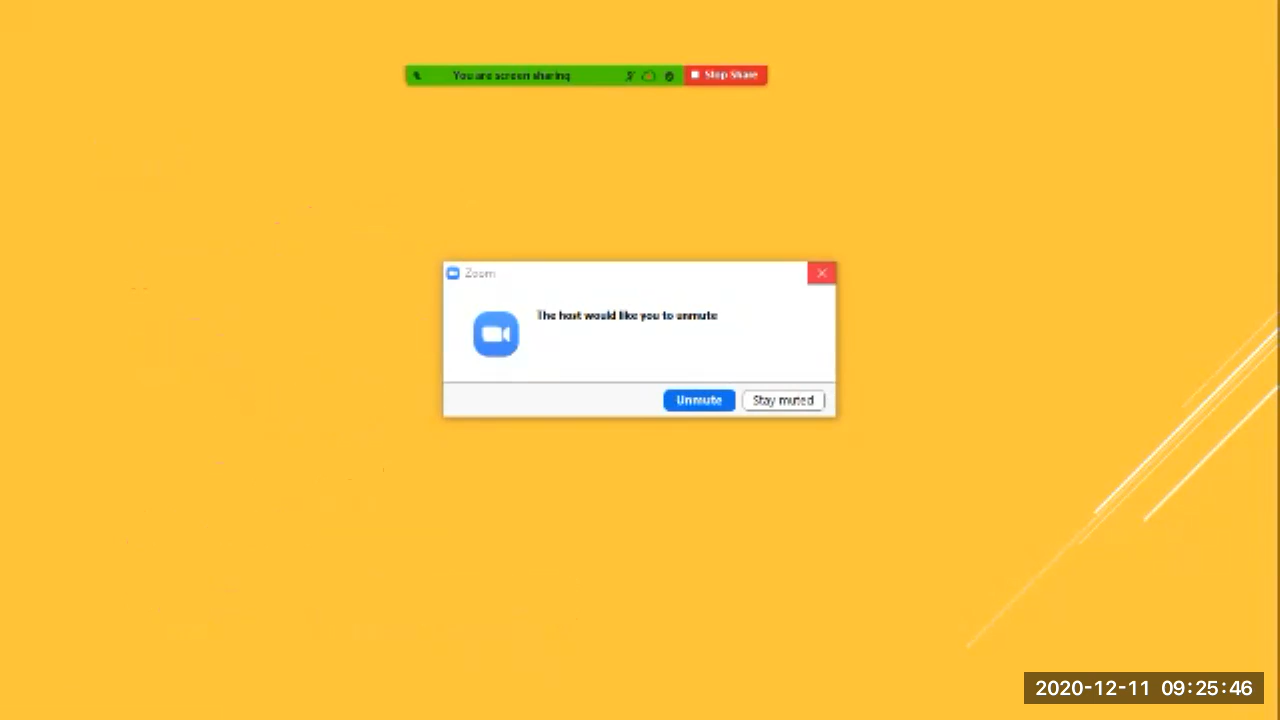 You are screen sharing
Stop Share
Zoom
The host would like you to unmute
Unmute
Stay muted
2020-12-11 09:25:46